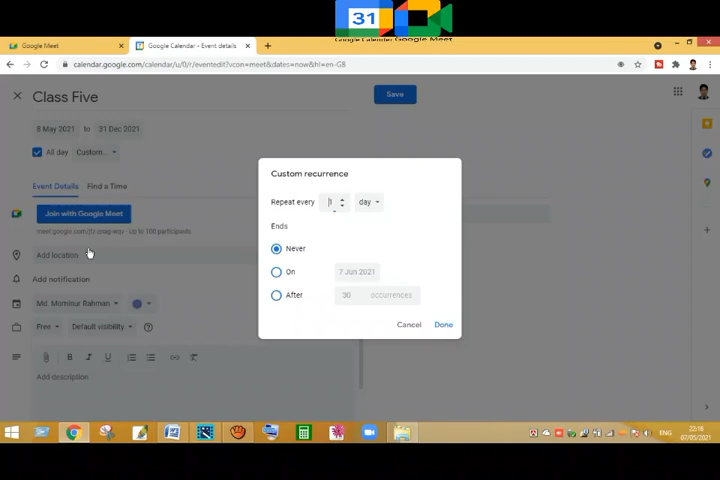 31
Google Calendar Google Meet
Google Meet
Google Calendar - Event details
calendar.google.com/calendar/u/0/r/eventedit?vcon=meet&dates=now&hl=en-GB
Class Five
Save
8 May 2021 to 31 Dec 2021
All day Custom...
Event Details Find a Time
Join with Google Meet
Up to 100 participants
Add location
Add notification
Md. Mominur Rahman
Free Default visibility
B I U
Add description
Custom recurrence
Repeat every 1 day
Ends
Never
On 7 Jun 2021
After 30 occurrences
Cancel Done
ENG
22:18
07/05/2021